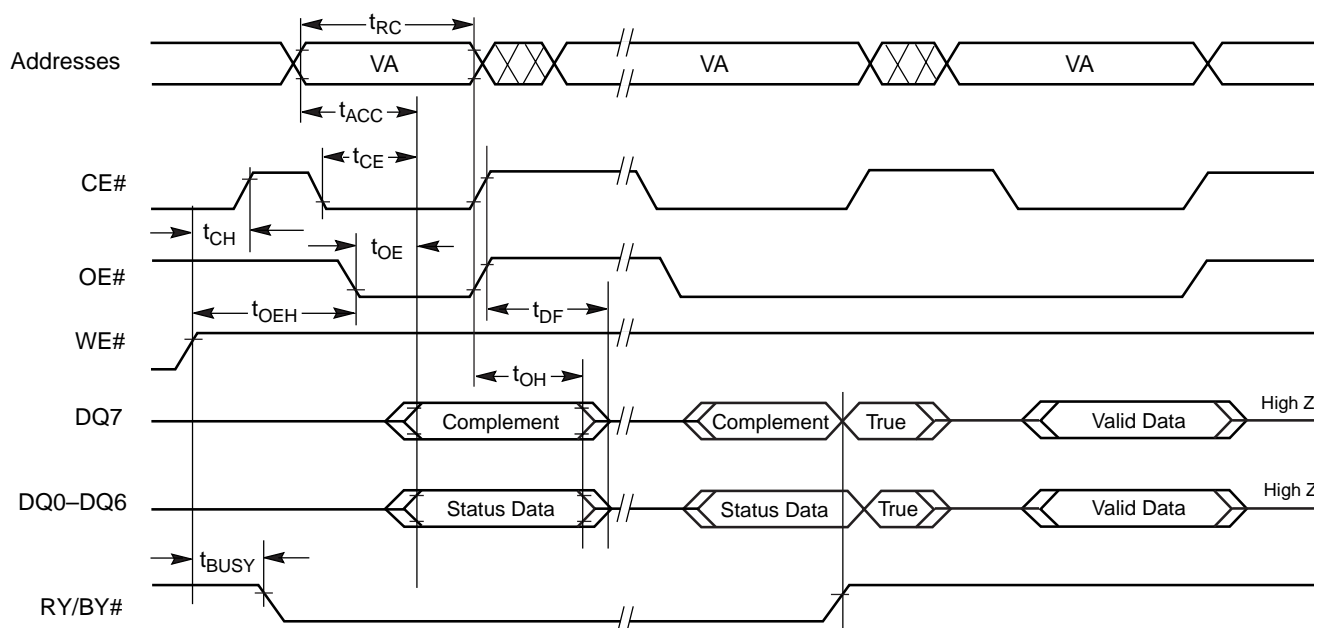 tRC
Addresses VA VA VA
tACC
tCE
CE#
tCH
tOE
OE#
tOEH tDF
WE#
tOH
DQ7 Complement Complement True Valid Data High Z
DQ0–DQ6 Status Data Status Data True Valid Data High Z
tBUSY
RY/BY#